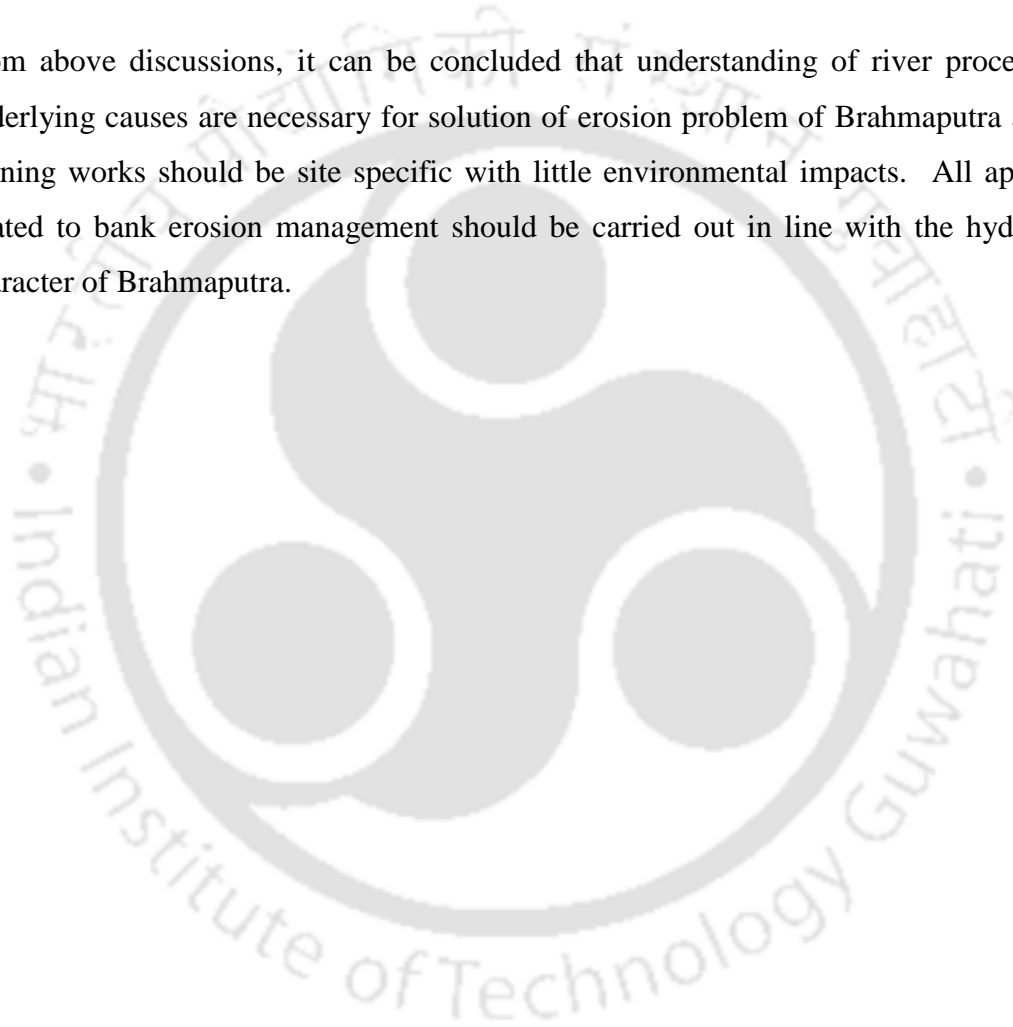 om above discussions, it can be concluded that understanding of river proce
derlying causes are necessary for solution of erosion problem of Brahmaputra
ning works should be site specific with little environmental impacts. All ap
ated to bank erosion management should be carried out in line with the hyd
aracter of Brahmaputra.
Indian Institute of Technology Guwahati